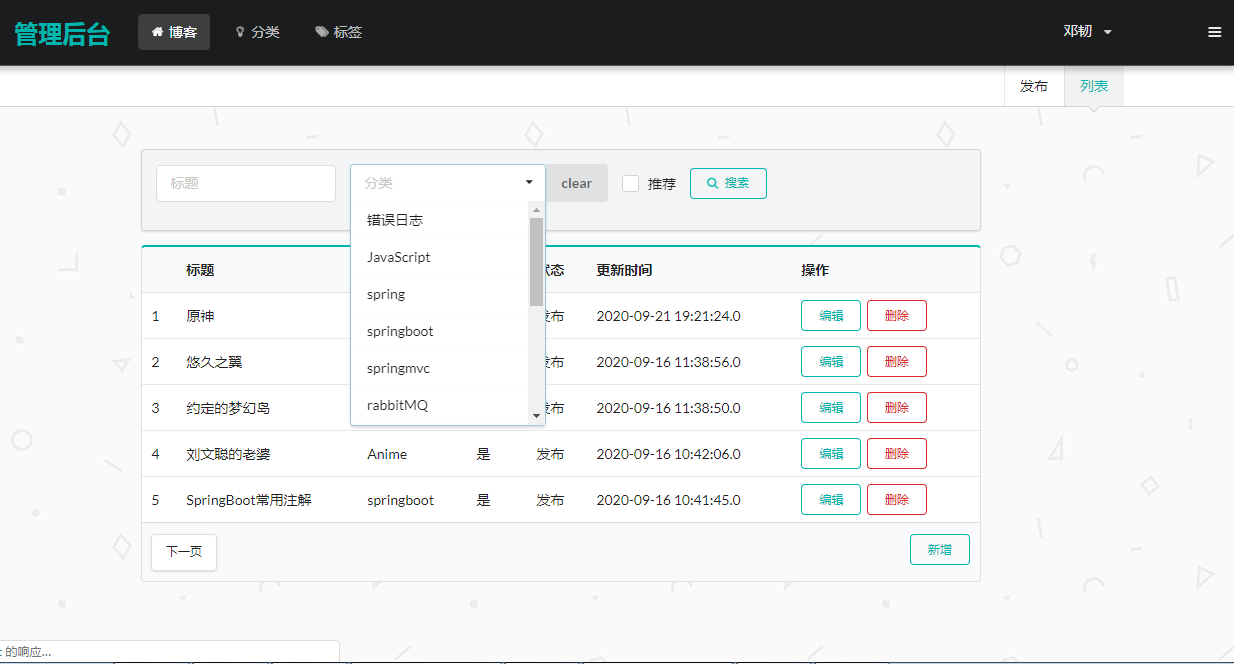 管理后台 博客 分类 标签 邓韧
发布 列表
标题 分类 clear 推荐 搜索
错误日志
JavaScript
spring
springboot
springmvc
rabbitMQ
标题 状态 更新时间 操作
1 原神 发布 2020-09-21 19:21:24.0 编辑 删除
2 悠久之翼 发布 2020-09-16 11:38:56.0 编辑 删除
3 约定的梦幻岛 发布 2020-09-16 11:38:50.0 编辑 删除
4 刘文聪的老婆 Anime 是 发布 2020-09-16 10:42:06.0 编辑 删除
5 SpringBoot常用注解 springboot 是 发布 2020-09-16 10:41:45.0 编辑 删除
下一页 新增
的响应...